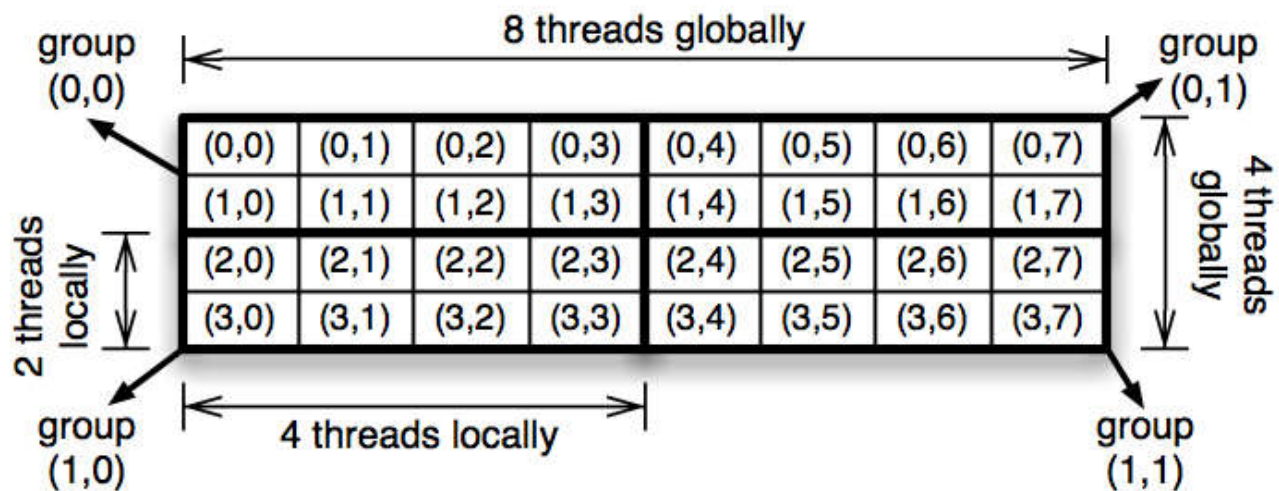 8 threads globally
group
(0,0)
group
(0,1)
(0,0) (0,1) (0,2) (0,3) (0,4) (0,5) (0,6) (0,7)
(1,0) (1,1) (1,2) (1,3) (1,4) (1,5) (1,6) (1,7)
(2,0) (2,1) (2,2) (2,3) (2,4) (2,5) (2,6) (2,7)
(3,0) (3,1) (3,2) (3,3) (3,4) (3,5) (3,6) (3,7)
2 threads
locally
4 threads
globally
group
(1,0)
4 threads locally
group
(1,1)